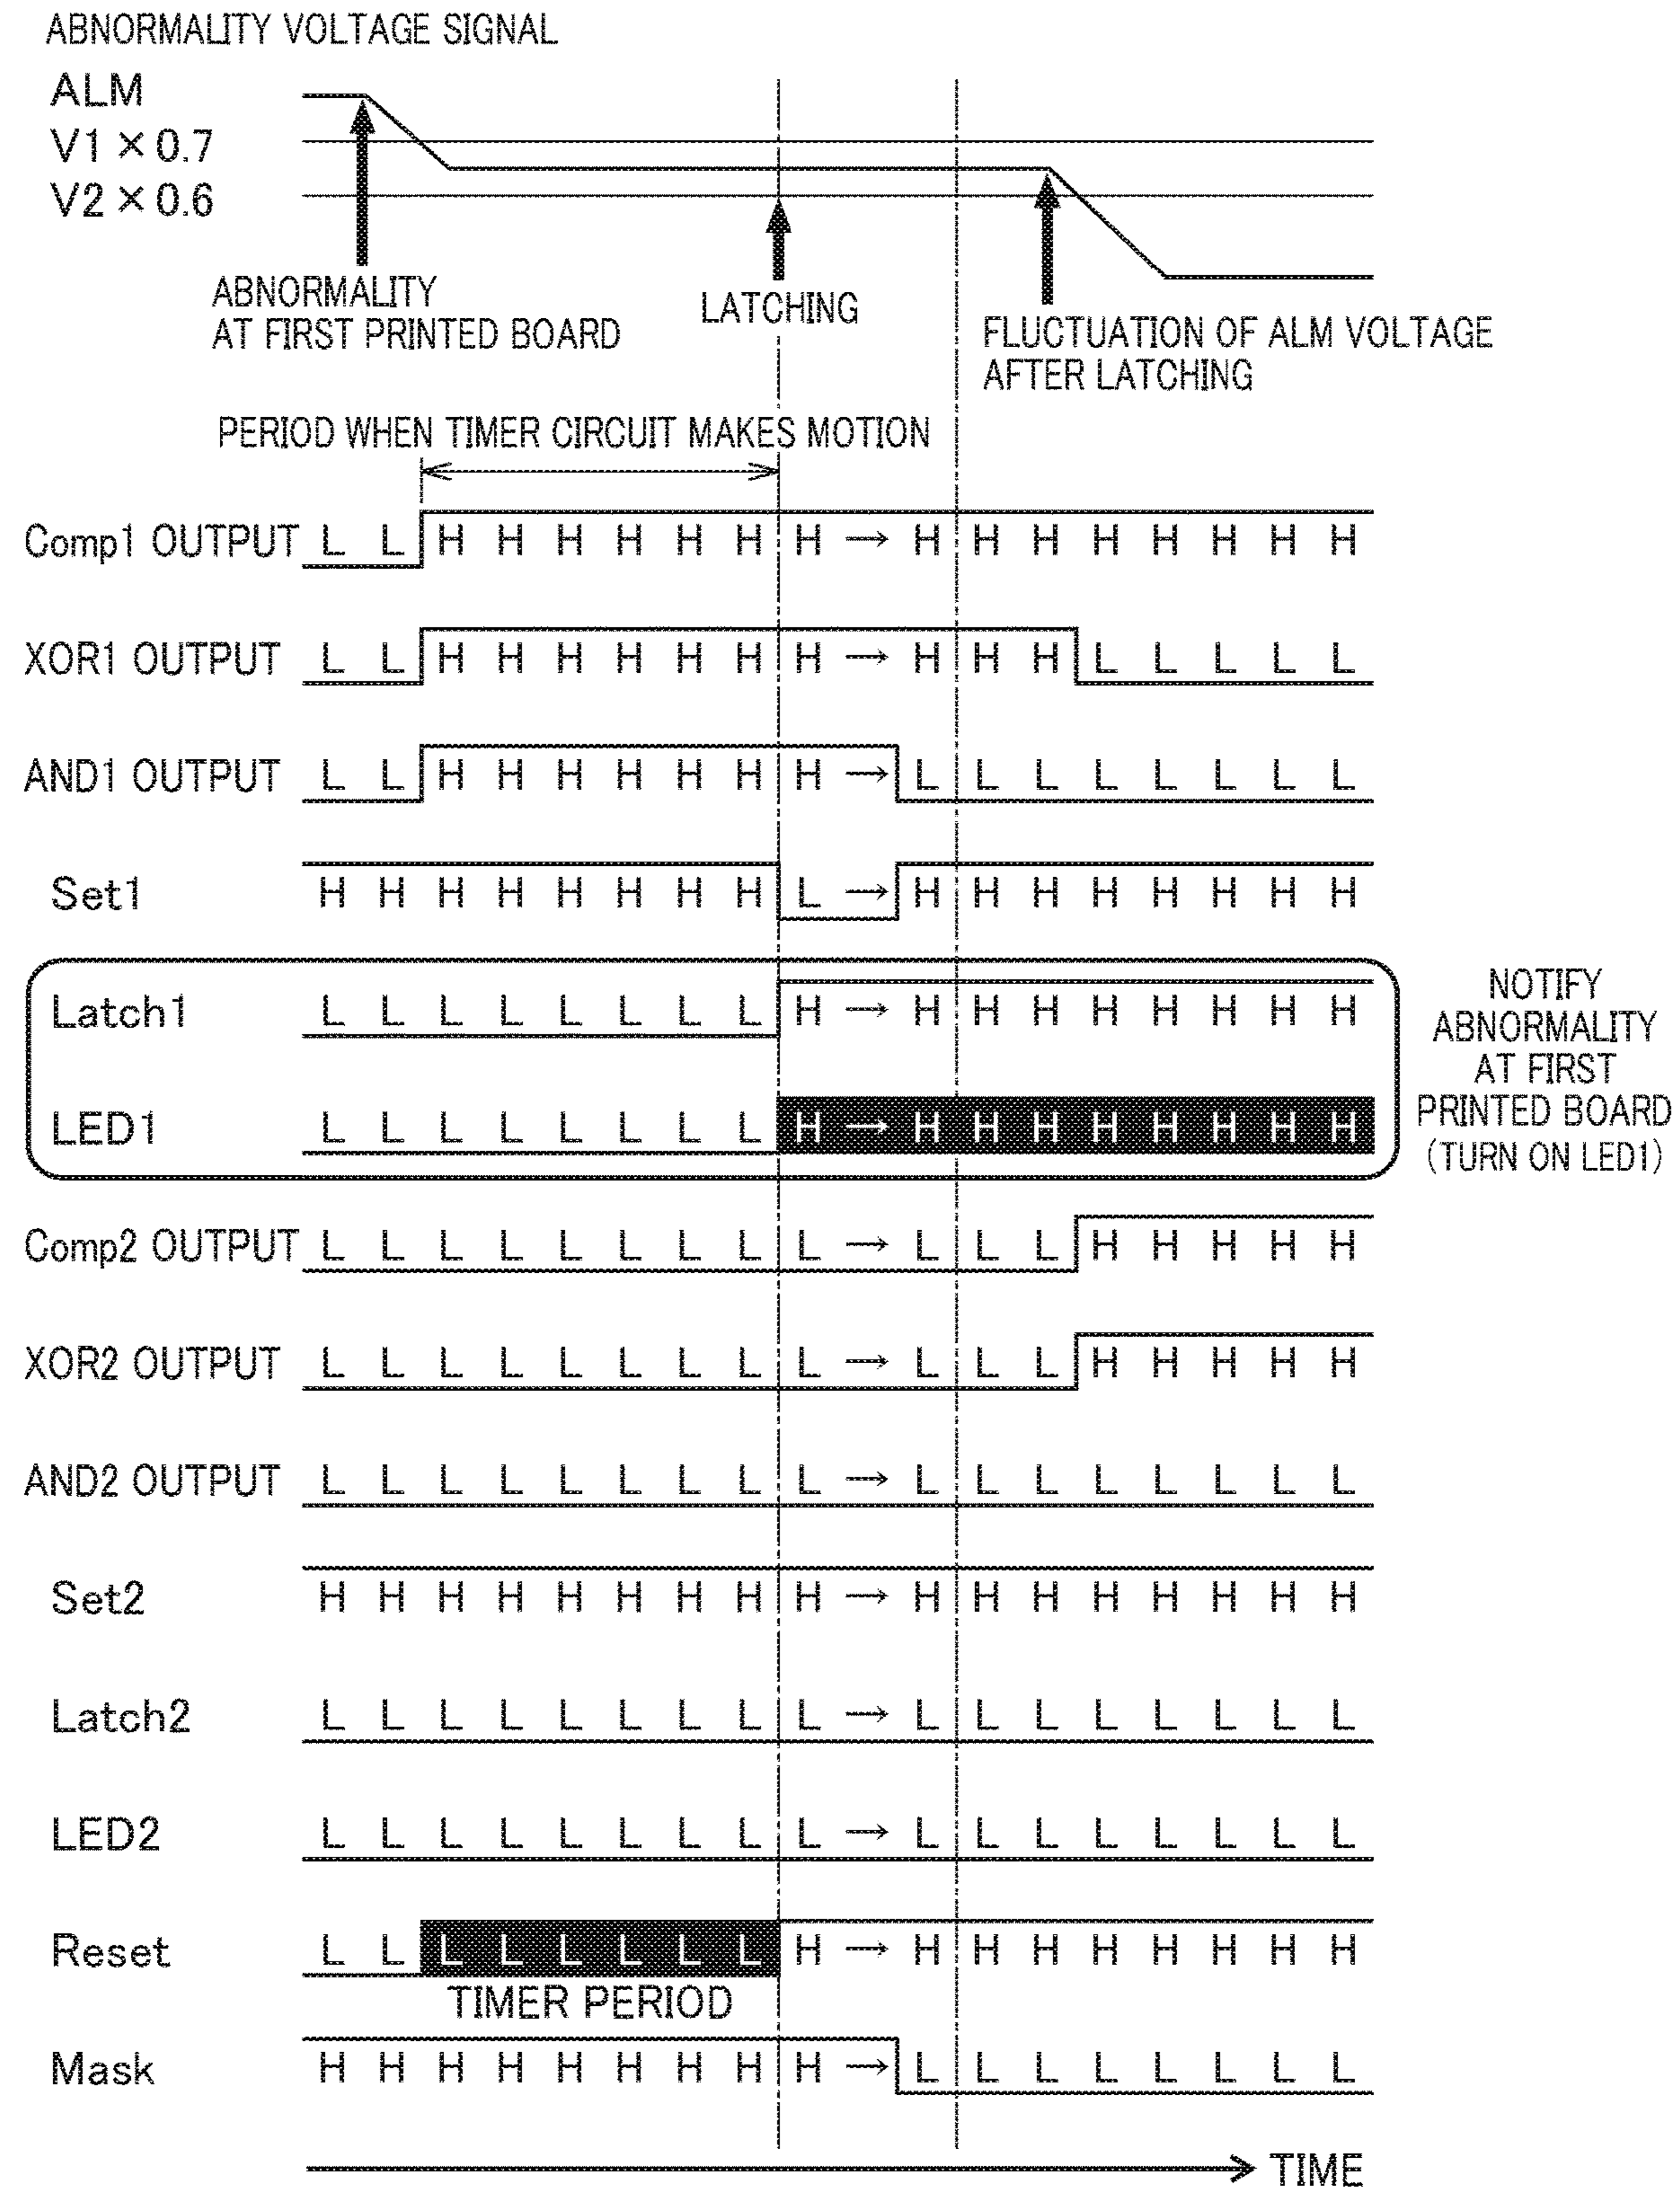 ABNORMALITY VOLTAGE SIGNAL
ALM
V1 × 0.7
V2 × 0.6
ABNORMALITY
AT FIRST PRINTED BOARD
LATCHING
FLUCTUATION OF ALM VOLTAGE
AFTER LATCHING
PERIOD WHEN TIMER CIRCUIT MAKES MOTION
Comp1 OUTPUT L L H H H H H H H → H H H H H H H H
XOR1 OUTPUT L L H H H H H H H → H H H L L L L L
AND1 OUTPUT L L H H H H H H H → L L L L L L L L
Set1 H H H H H H H H L → H H H H H H H H
Latch1 L L L L L L L L H → H H H H H H H H
LED1 L L L L L L L L H → H H H H H H H H
NOTIFY
ABNORMALITY
AT FIRST
PRINTED BOARD
(TURN ON LED1)
Comp2 OUTPUT L L L L L L L L L → L L L H H H H H
XOR2 OUTPUT L L L L L L L L L → L L L H H H H H
AND2 OUTPUT L L L L L L L L L → L L L L L L L L
Set2 H H H H H H H H H → H H H H H H H H
Latch2 L L L L L L L L L → L L L L L L L L
LED2 L L L L L L L L L → L L L L L L L L
Reset L L L L L L L L H → H H H H H H H H
TIMER PERIOD
Mask H H H H H H H H H → L L L L L L L L
TIME